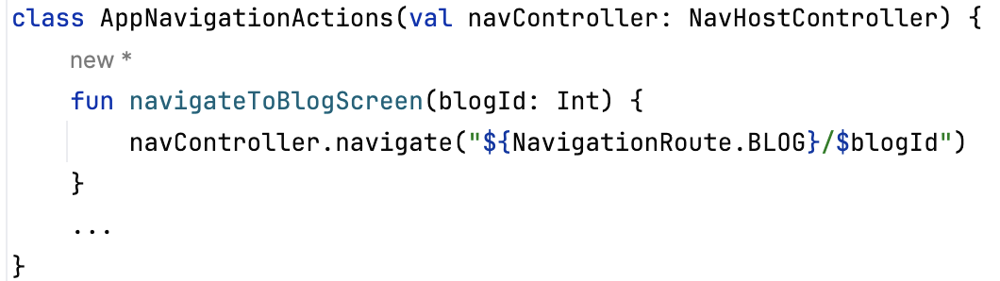 class AppNavigationActions(val navController: NavHostController) {
new *
fun navigateToBlogScreen(blogId: Int) {
navController.navigate("${NavigationRoute.BLOG}/$blogId")
}
...
}